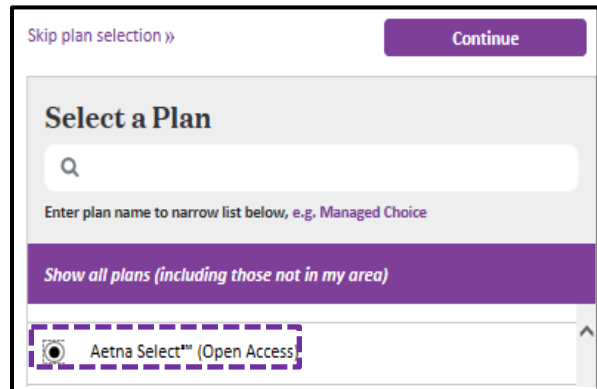 Skip plan selection »
Continue
Select a Plan
Enter plan name to narrow list below, e.g. Managed Choice
Show all plans (including those not in my area)
Aetna Select℠ (Open Access)